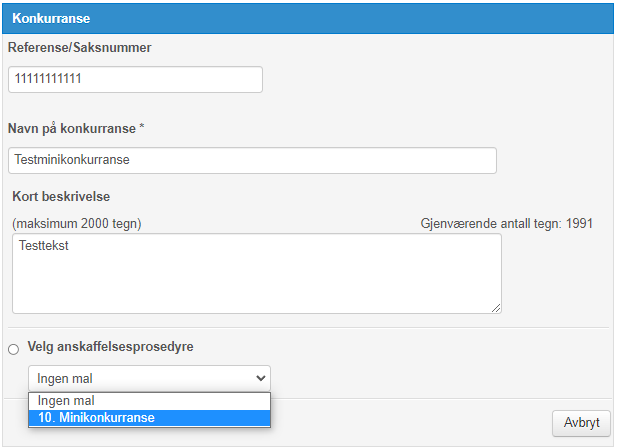 Konkurranse
Referense/Saksnummer
11111111111
Navn på konkurranse *
Testminikonkurranse
Kort beskrivelse
(maksimum 2000 tegn) Gjenværende antall tegn: 1991
Testtekst
Velg anskaffelsesprosedyre
Ingen mal
Ingen mal
10. Minikonkurranse
Avbryt